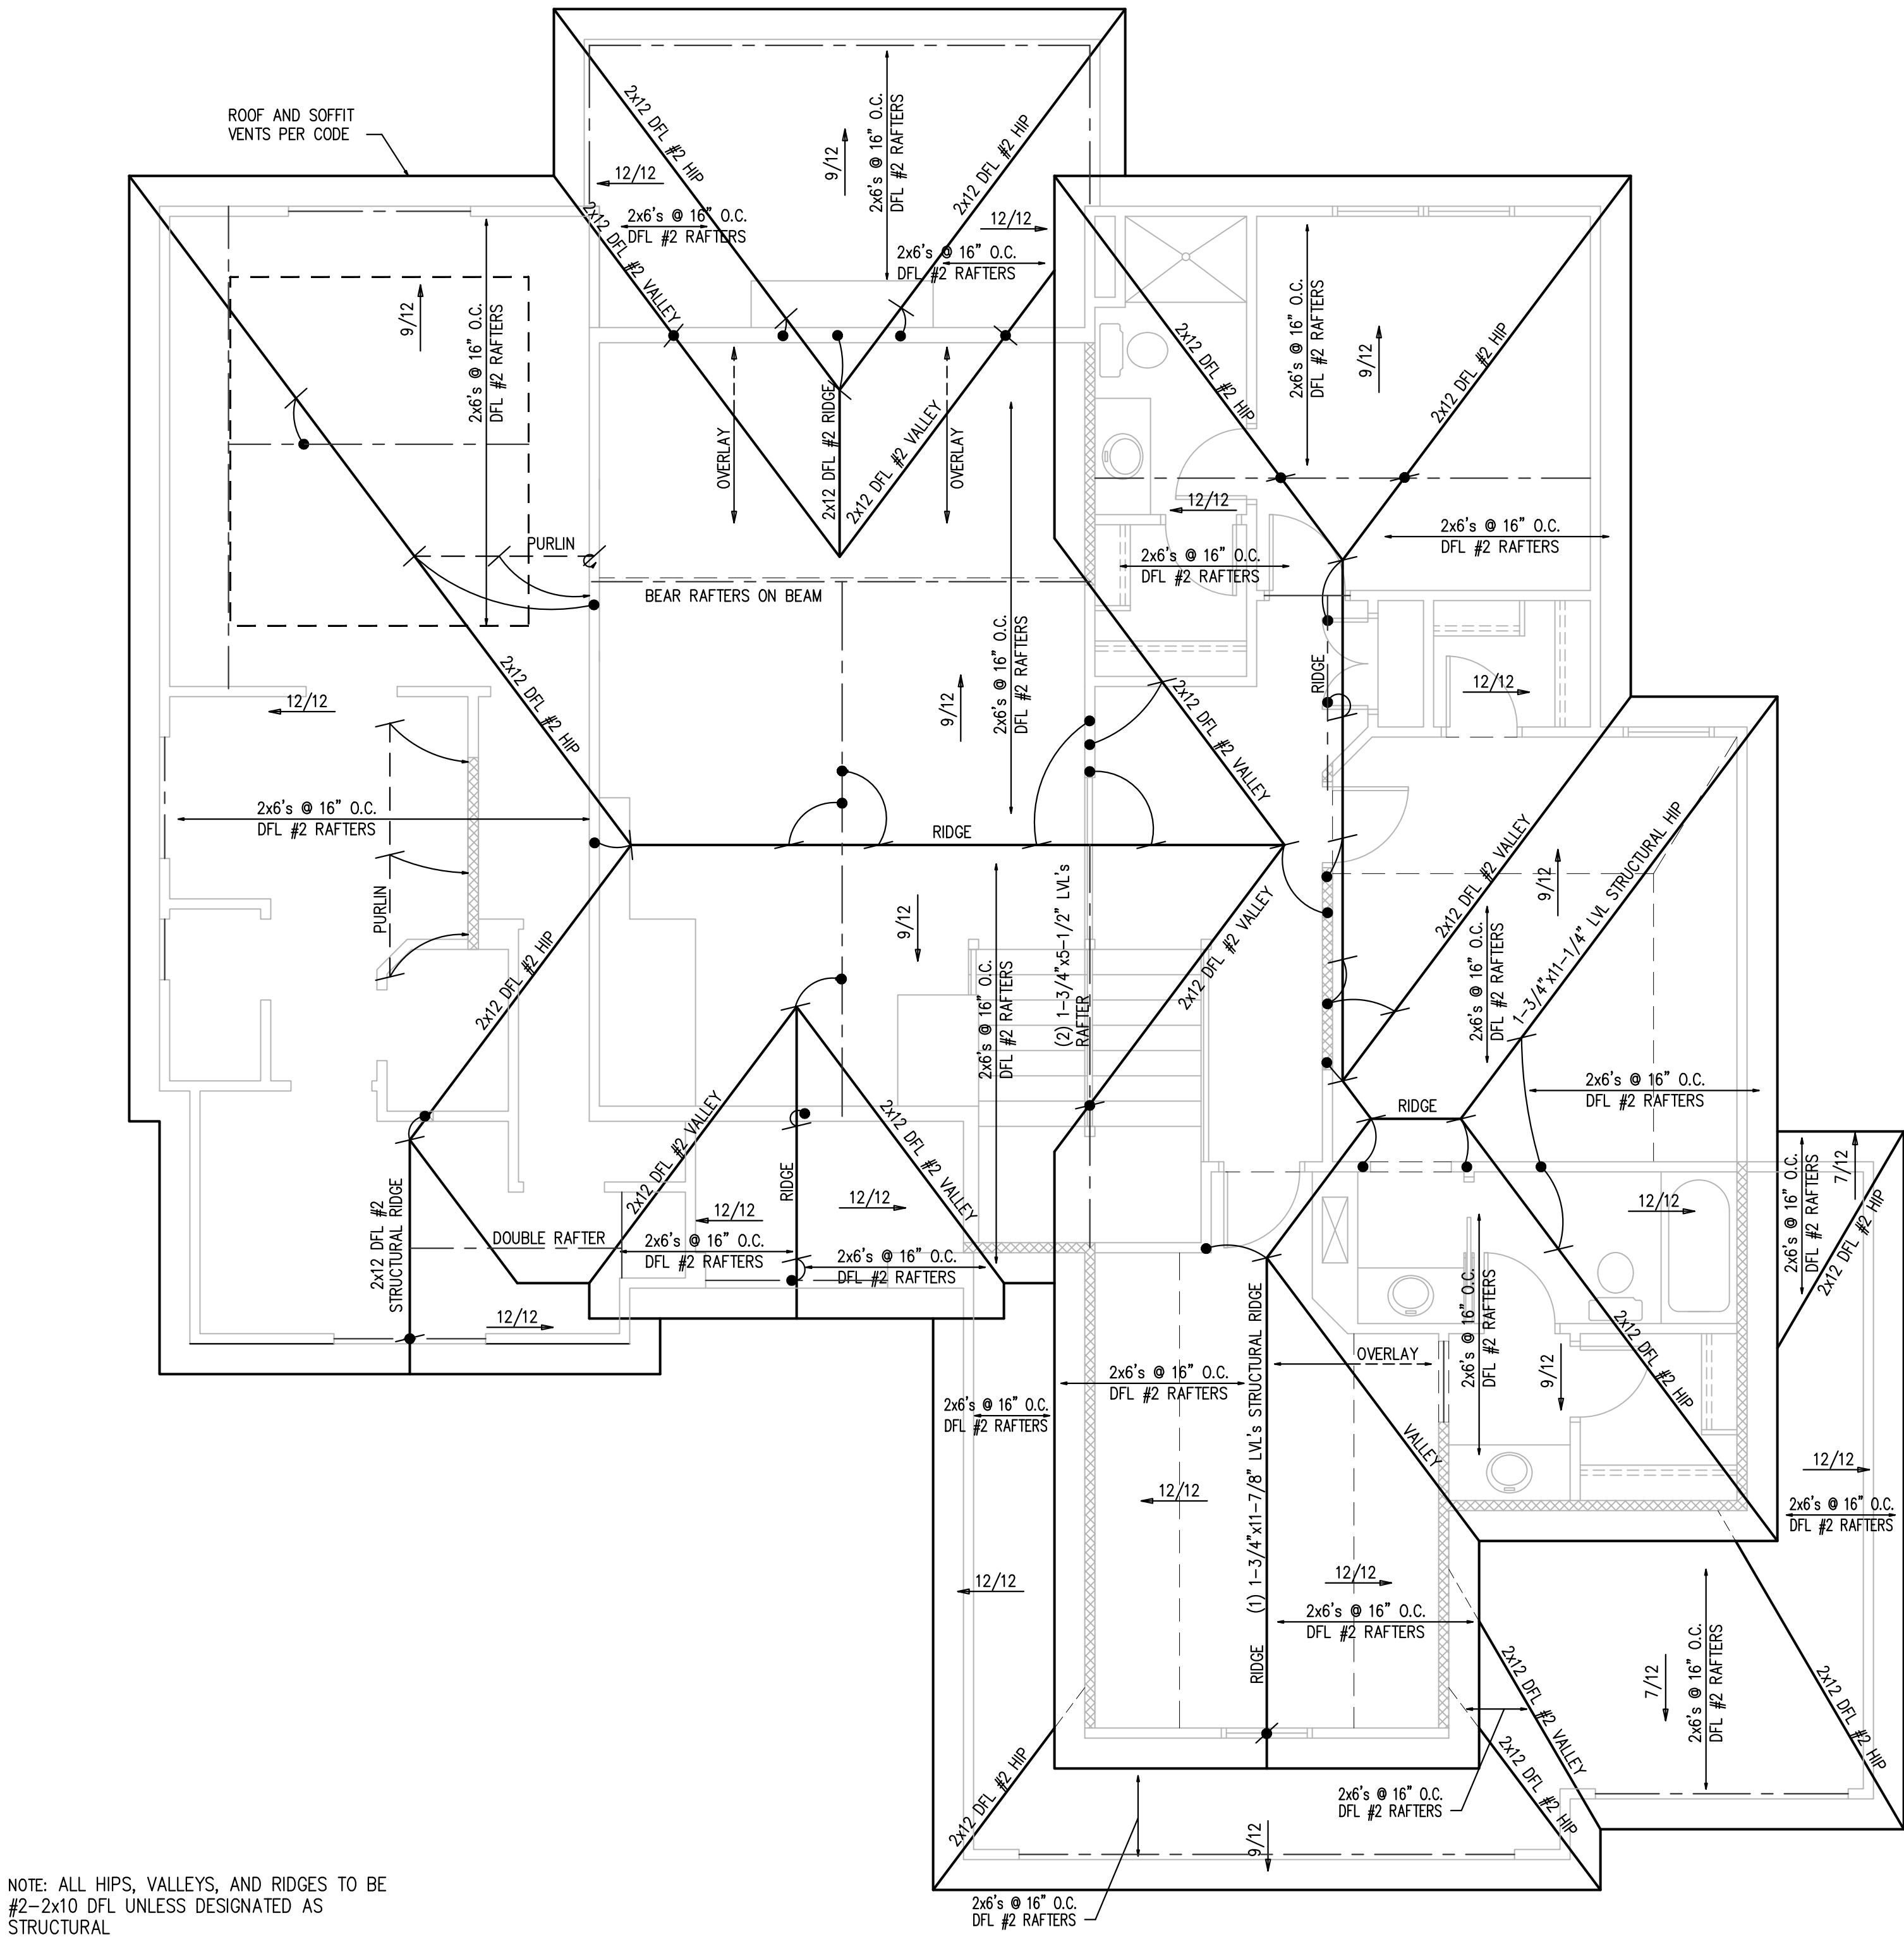 ROOF AND SOFFIT
VENTS PER CODE
2x12 DFL #2 HIP
9/12
2x6's @ 16" O.C.
DFL #2 RAFTERS
2x12 DFL #2 HIP
12/12
2x6's @ 16" O.C.
DFL #2 RAFTERS
12/12
2x6's @ 16" O.C.
DFL #2 RAFTERS
2x12 DFL #2 VALLEY
9/12
2x6's @ 16" O.C.
DFL #2 RAFTERS
OVERLAY
2x12 DFL #2 RIDGE
2x12 DFL #2 VALLEY
OVERLAY
2x12 DFL #2 HIP
2x6's @ 16" O.C.
DFL #2 RAFTERS
9/12
2x12 DFL #2 HIP
12/12
2x6's @ 16" O.C.
DFL #2 RAFTERS
2x6's @ 16" O.C.
DFL #2 RAFTERS
PURLIN
BEAR RAFTERS ON BEAM
2x12 DFL #2 HIP
12/12
9/12
2x6's @ 16" O.C.
DFL #2 RAFTERS
2x12 DFL #2 VALLEY
RIDGE
12/12
2x6's @ 16" O.C.
DFL #2 RAFTERS
PURLIN
RIDGE
2x12 DFL #2 HIP
9/12
2x6's @ 16" O.C.
DFL #2 RAFTERS
(2) 1-3/4"x5-1/2" LVL's
RAFTER
2x12 DFL #2 VALLEY
2x12 DFL #2 VALLEY
9/12
2x6's @ 16" O.C.
DFL #2 RAFTERS
1-3/4"x11-1/4" LVL STRUCTURAL HIP
2x6's @ 16" O.C.
DFL #2 RAFTERS
RIDGE
2x12 DFL #2
STRUCTURAL RIDGE
DOUBLE RAFTER
12/12
2x12 DFL #2 VALLEY
RIDGE
12/12
2x6's @ 16" O.C.
DFL #2 RAFTERS
2x12 DFL #2 VALLEY
12/12
2x6's @ 16" O.C.
DFL #2 RAFTERS
12/12
2x6's @ 16" O.C.
DFL #2 RAFTERS
7/12
2x12 DFL #2 HIP
2x6's @ 16" O.C.
DFL #2 RAFTERS
9/12
2x12 DFL #2 HIP
OVERLAY
VALLEY
2x6's @ 16" O.C.
DFL #2 RAFTERS
2x6's @ 16" O.C.
DFL #2 RAFTERS
(1) 1-3/4"x11-7/8" LVL's STRUCTURAL RIDGE
RIDGE
12/12
12/12
12/12
2x6's @ 16" O.C.
DFL #2 RAFTERS
12/12
2x6's @ 16" O.C.
DFL #2 RAFTERS
7/12
2x6's @ 16" O.C.
DFL #2 RAFTERS
2x12 DFL #2 HIP
2x12 DFL #2 VALLEY
2x12 DFL #2 HIP
2x12 DFL #2 HIP
2x6's @ 16" O.C.
DFL #2 RAFTERS
9/12
2x6's @ 16" O.C.
DFL #2 RAFTERS
NOTE: ALL HIPS, VALLEYS, AND RIDGES TO BE
#2-2x10 DFL UNLESS DESIGNATED AS
STRUCTURAL